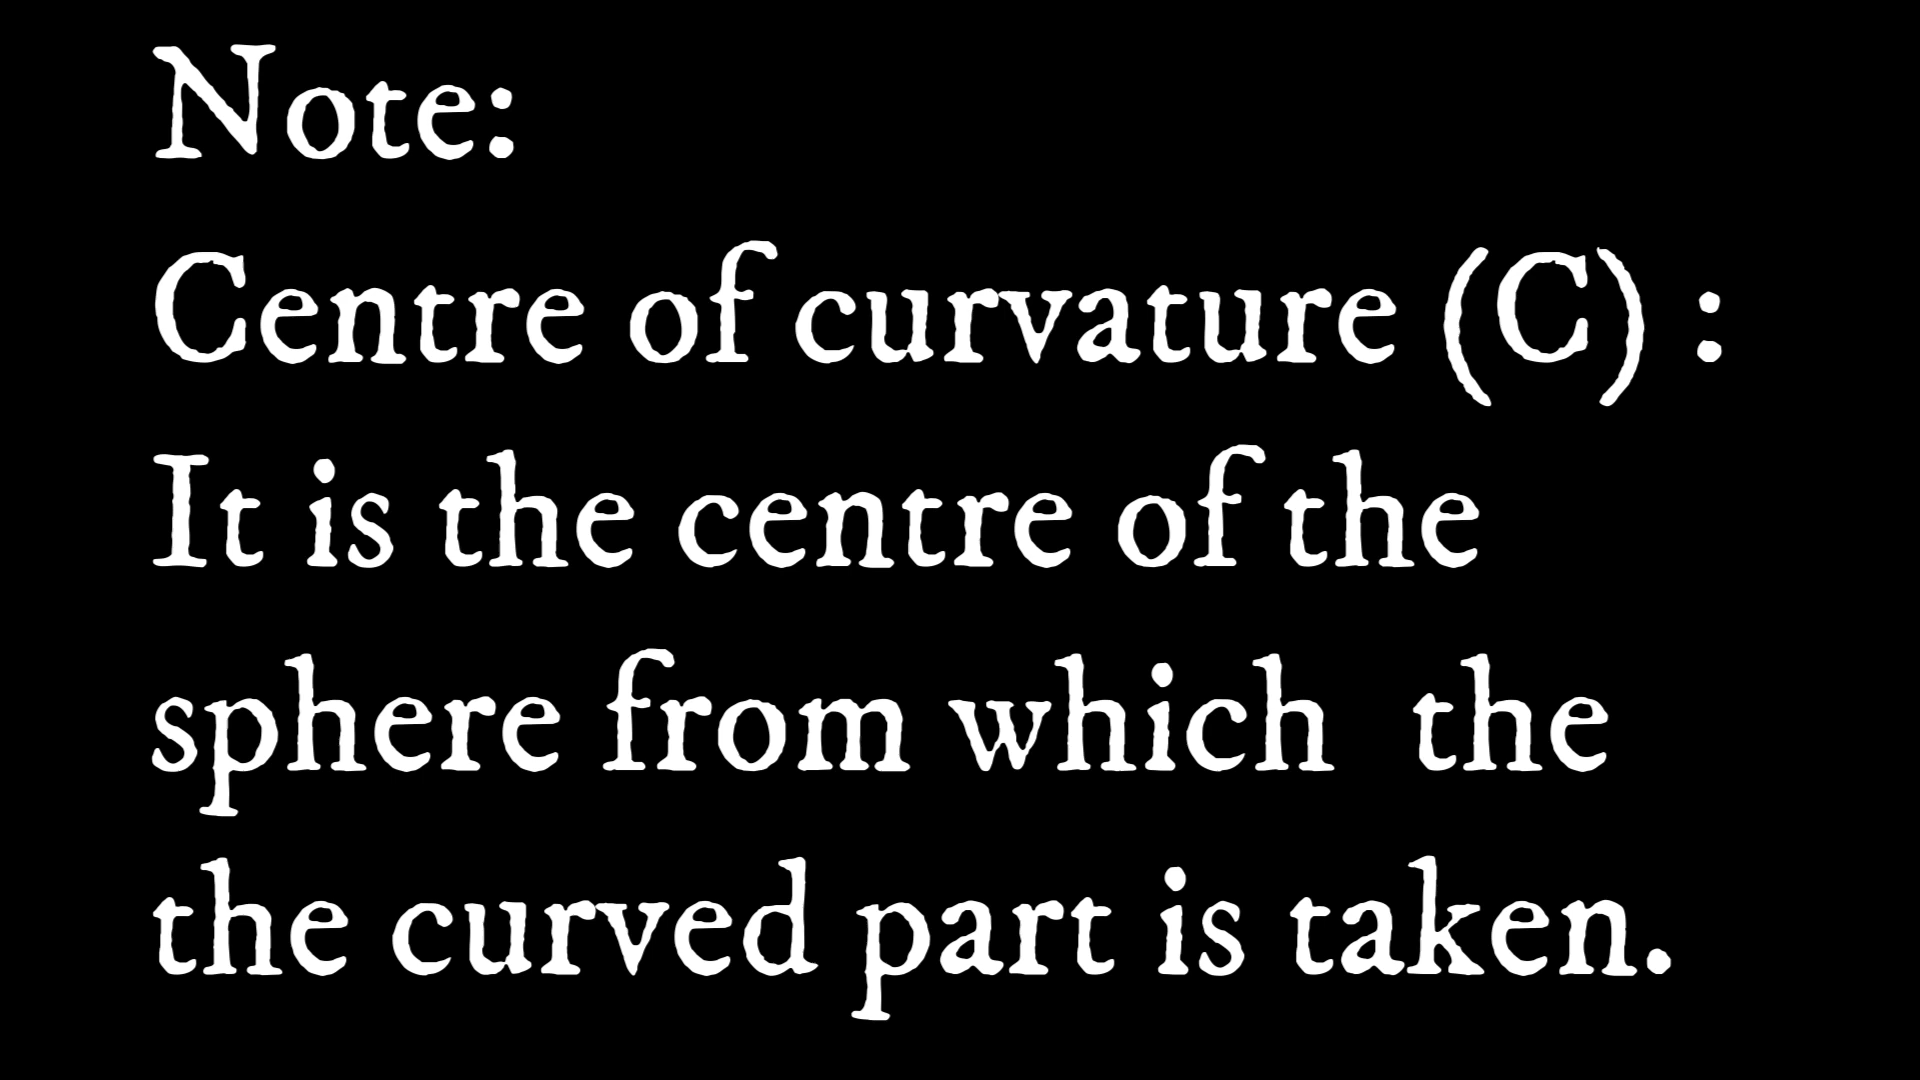 Note:
Centre of curvature (C) :
It is the centre of the
sphere from which  the
the curved part is taken.